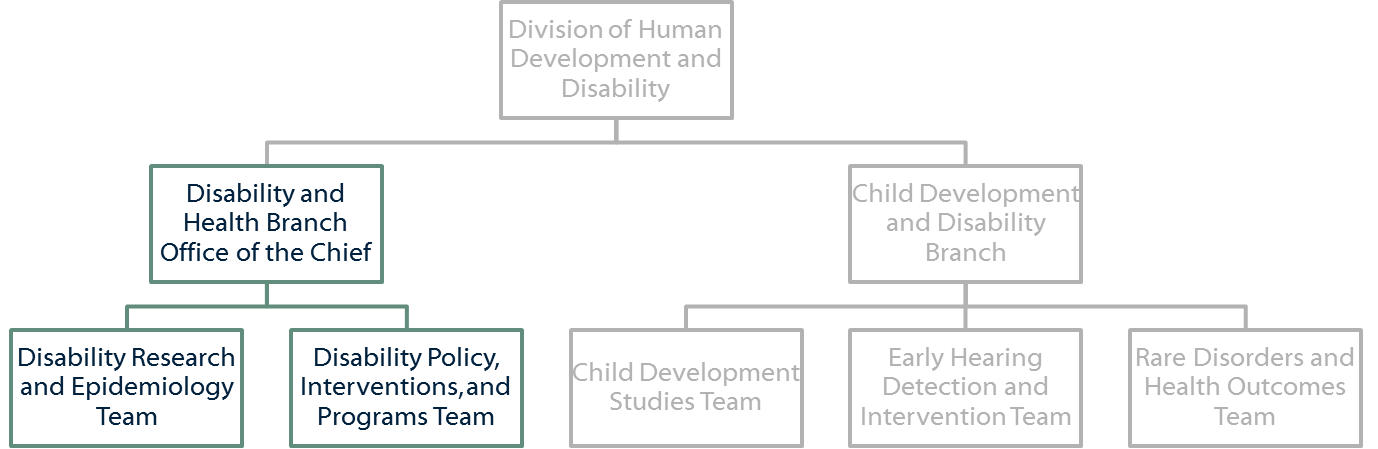 Division of Human
Development and
Disability
Disability and
Health Branch
Office of the Chief
Child Development
and Disability
Branch
Disability Research
and Epidemiology
Team
Disability Policy,
Interventions, and
Programs Team
Child Development
Studies Team
Early Hearing
Detection and
Intervention Team
Rare Disorders and
Health Outcomes
Team